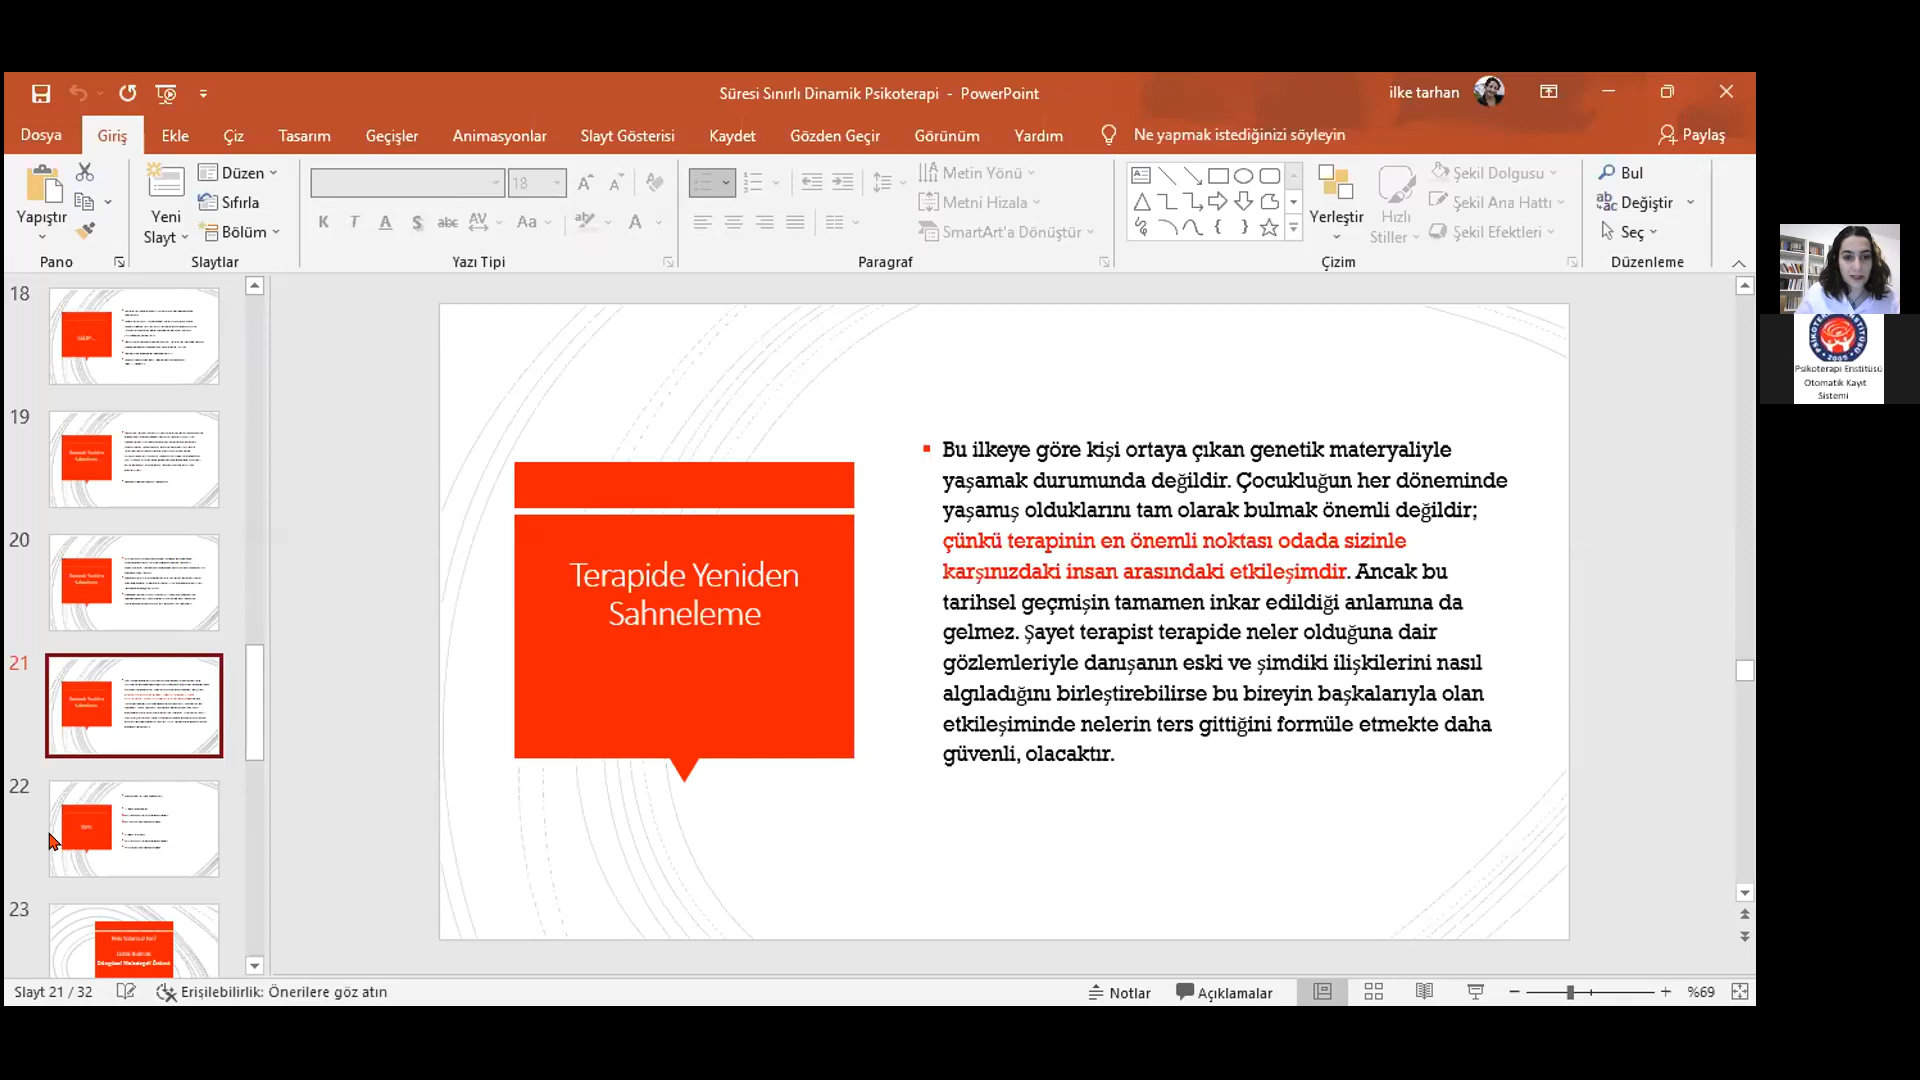 Süresi Sınırlı Dinamik Psikoterapi - PowerPoint
ilke tarhan
Dosya Giriş Ekle Çiz Tasarım Geçişler Animasyonlar Slayt Gösterisi Kaydet Gözden Geçir Görünüm Yardım Ne yapmak istediğinizi söyleyin Paylaş
Yapıştır
Yeni Slayt
Düzen
Sıfırla
Bölüm
18
K T A S abc AV Aa A
Metin Yönü
Metni Hizala
SmartArt'a Dönüştür
Yerleştir
Hızlı Stiller
Şekil Dolgusu
Şekil Ana Hattı
Şekil Efektleri
Bul
Değiştir
Seç
Pano Slaytlar Yazı Tipi Paragraf Çizim Düzenleme
18
19
20
21
22
23
Terapide Yeniden
Sahneleme
Bu ilkeye göre kişi ortaya çıkan genetik materyaliyle
yaşamak durumunda değildir. Çocukluğun her döneminde
yaşamış olduklarını tam olarak bulmak önemli değildir;
çünkü terapinin en önemli noktası odada sizinle
karşınızdaki insan arasındaki etkileşimdir. Ancak bu
tarihsel geçmişin tamamen inkar edildiği anlamına da
gelmez. Şayet terapist terapide neler olduğuna dair
gözlemleriyle danışanın eski ve şimdiki ilişkilerini nasıl
algıladığını birleştirebilirse bu bireyin başkalarıyla olan
etkileşiminde nelerin ters gittiğini formüle etmekte daha
güvenli, olacaktır.
Psikoterapi Enstitüsü
Otomatik Kayıt
Sistemi
Slayt 21 / 32 Erişilebilirlik: Önerilere göz atın Notlar Açıklamalar %69